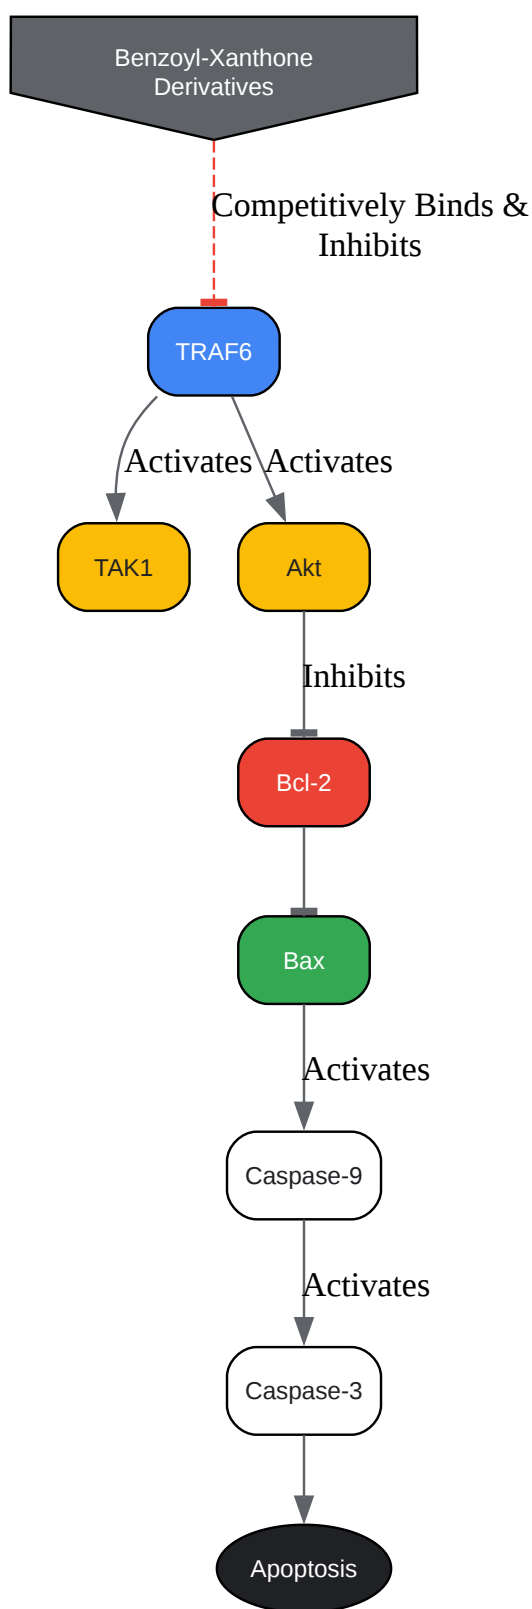 Benzoyl-Xanthone
Derivatives
Competitively Binds &
Inhibits
TRAF6
Activates
Activates
TAK1
Akt
Inhibits
Bcl-2
Bax
Activates
Caspase-9
Activates
Caspase-3
Apoptosis